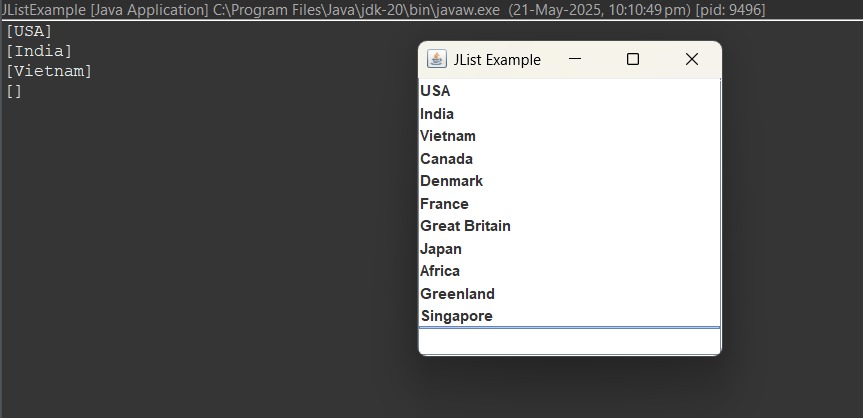 JListExample [Java Application] C:\Program Files\Java\jdk-20\bin\javaw.exe (21-May-2025, 10:10:49 pm) [pid: 9496]
[USA]
[India]
[Vietnam]
[]
JList Example
USA
India
Vietnam
Canada
Denmark
France
Great Britain
Japan
Africa
Greenland
Singapore